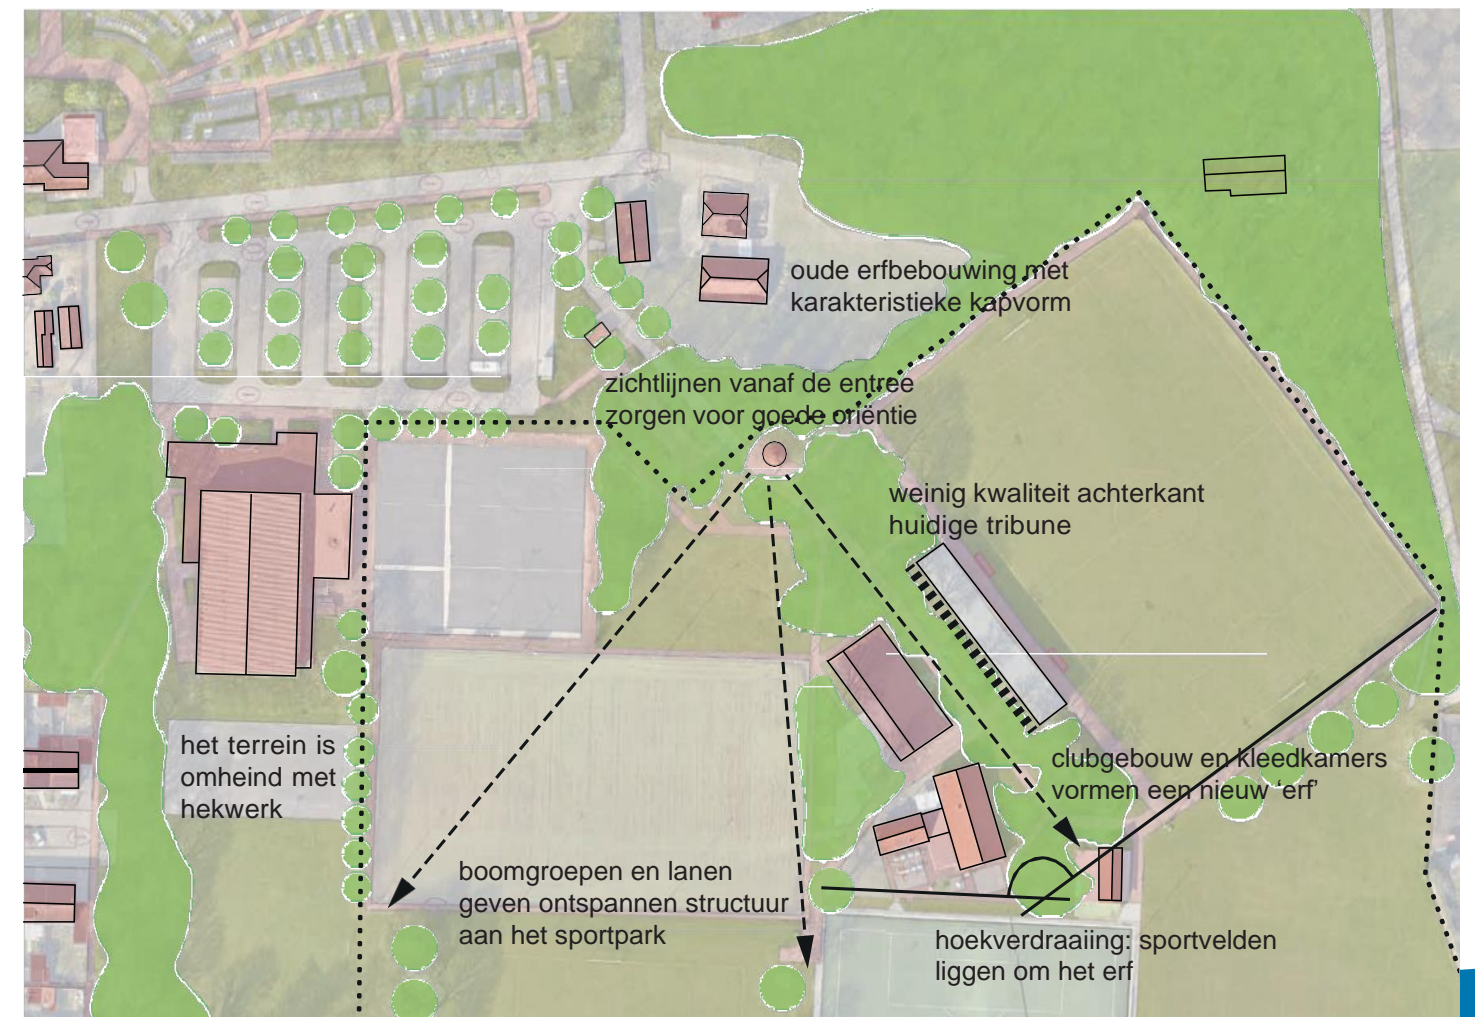 oude erfbebouwing met
karakteristieke kapvorm
zichtlijnen vanaf de entree
zorgen voor goede oriëntie
weinig kwaliteit achterkant
huidige tribune
het terrein is
omheind met
hekwerk
clubgebouw en kleedkamers
vormen een nieuw ‘erf’
boomgroepen en lanen
geven ontspannen structuur
aan het sportpark
hoekverdraaiing: sportvelden
liggen om het erf